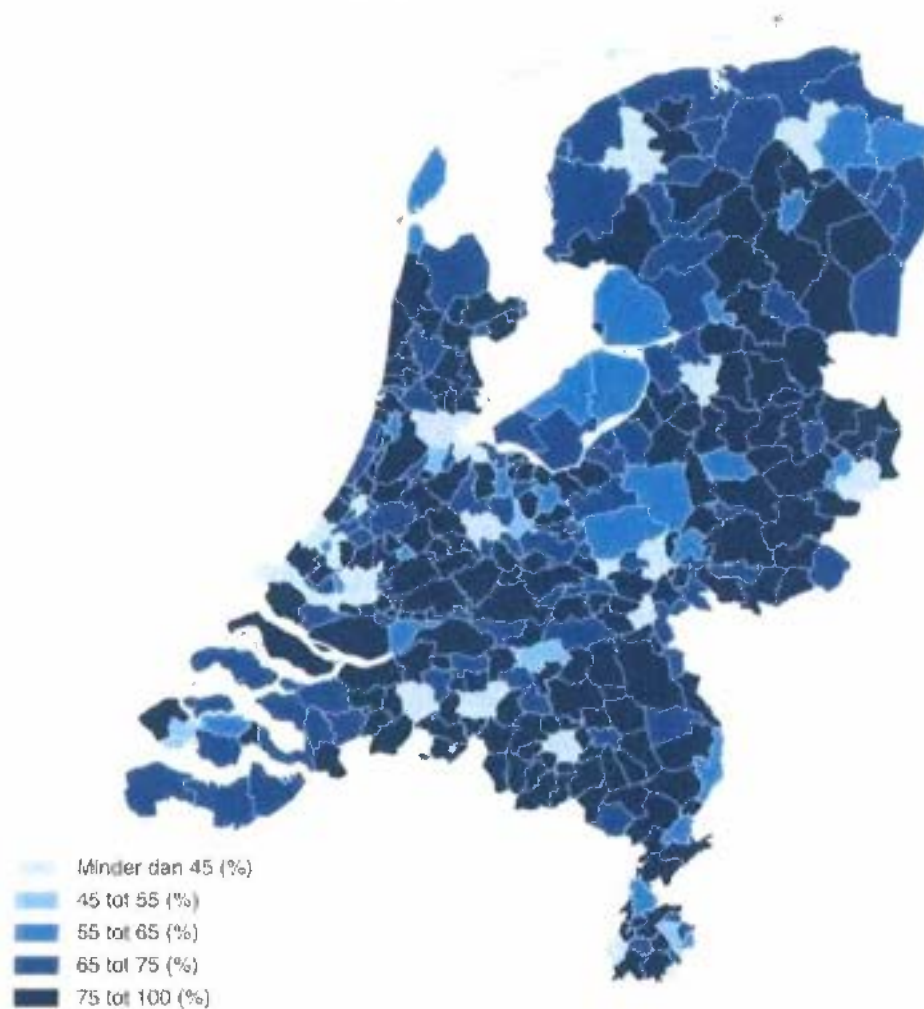 Minder dan 45 (%)
45 tot 55 (%)
55 tot 65 (%)
65 tot 75 (%)
75 tot 100 (%)